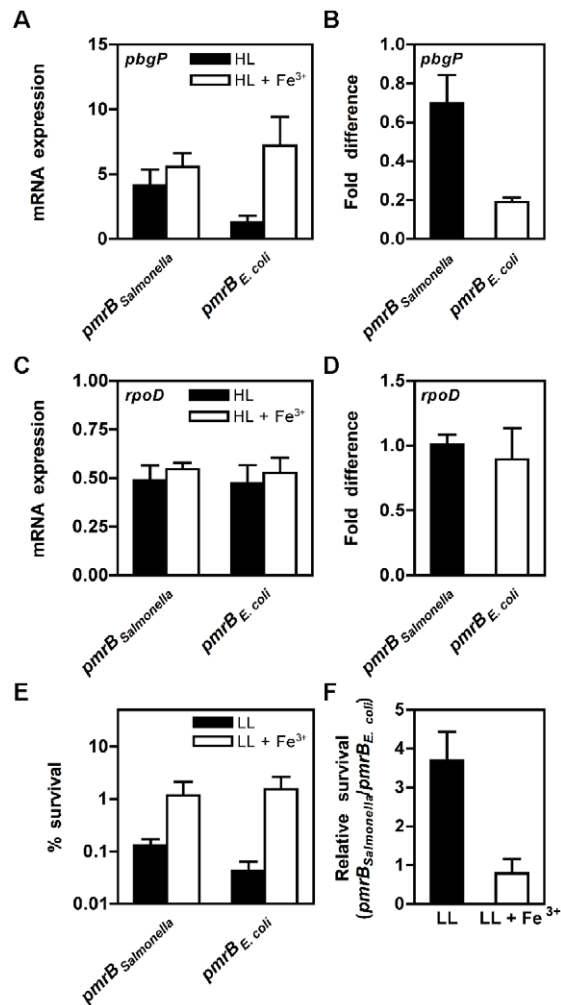 A
15
10
5
0
mRNA expression
pbgP
HL
HL + Fe³⁺
pmrB Salmonella
pmrB E. coli
B
1.0
0.8
0.6
0.4
0.2
0
Fold difference
pbgP
pmrB Salmonella
pmrB E. coli
C
1.00
0.75
0.50
0.25
0.00
mRNA expression
rpoD
HL
HL + Fe³⁺
pmrB Salmonella
pmrB E. coli
D
1.5
1.0
0.5
0.0
Fold difference
rpoD
pmrB Salmonella
pmrB E. coli
E
10
1
0.1
0.01
% survival
LL
LL + Fe³⁺
pmrB Salmonella
pmrB E. coli
F
5
4
3
2
1
0
Relative survival
(pmrBSalmonella/pmrBE. coli)
LL
LL + Fe³⁺